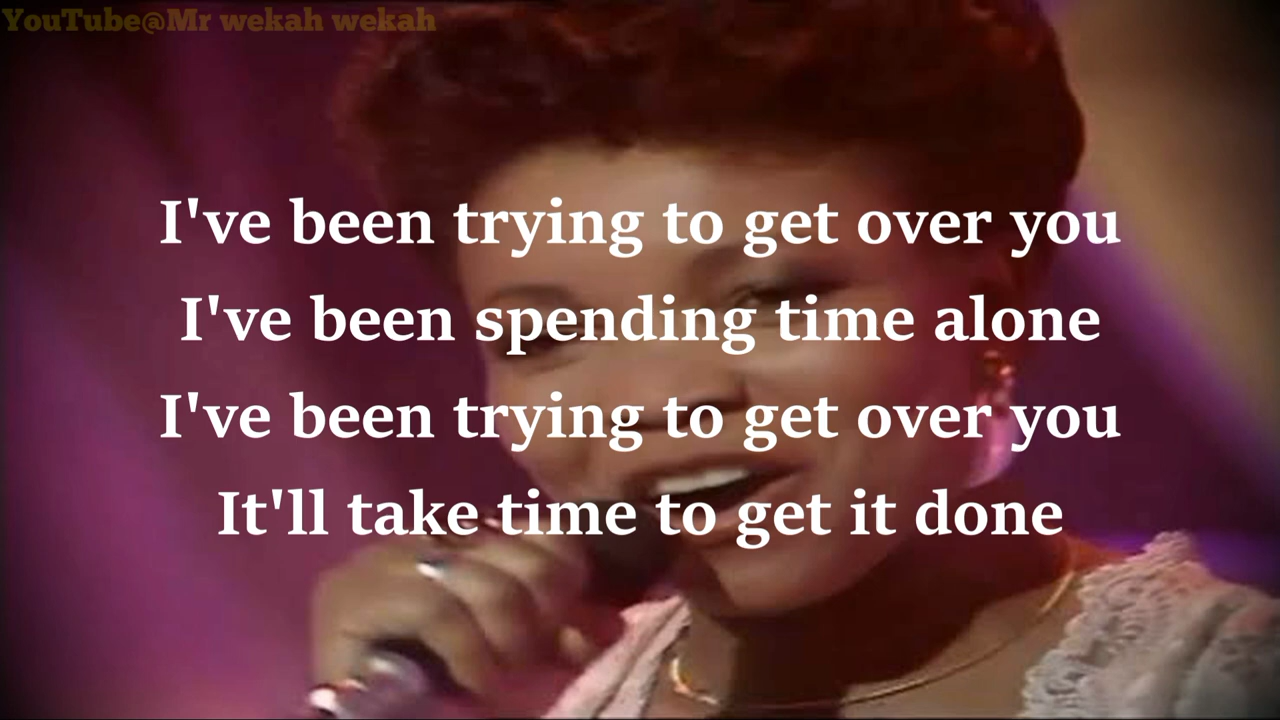 YouTube@Mr wekah wekah
I've been trying to get over you
I've been spending time alone
I've been trying to get over you
It'll take time to get it done